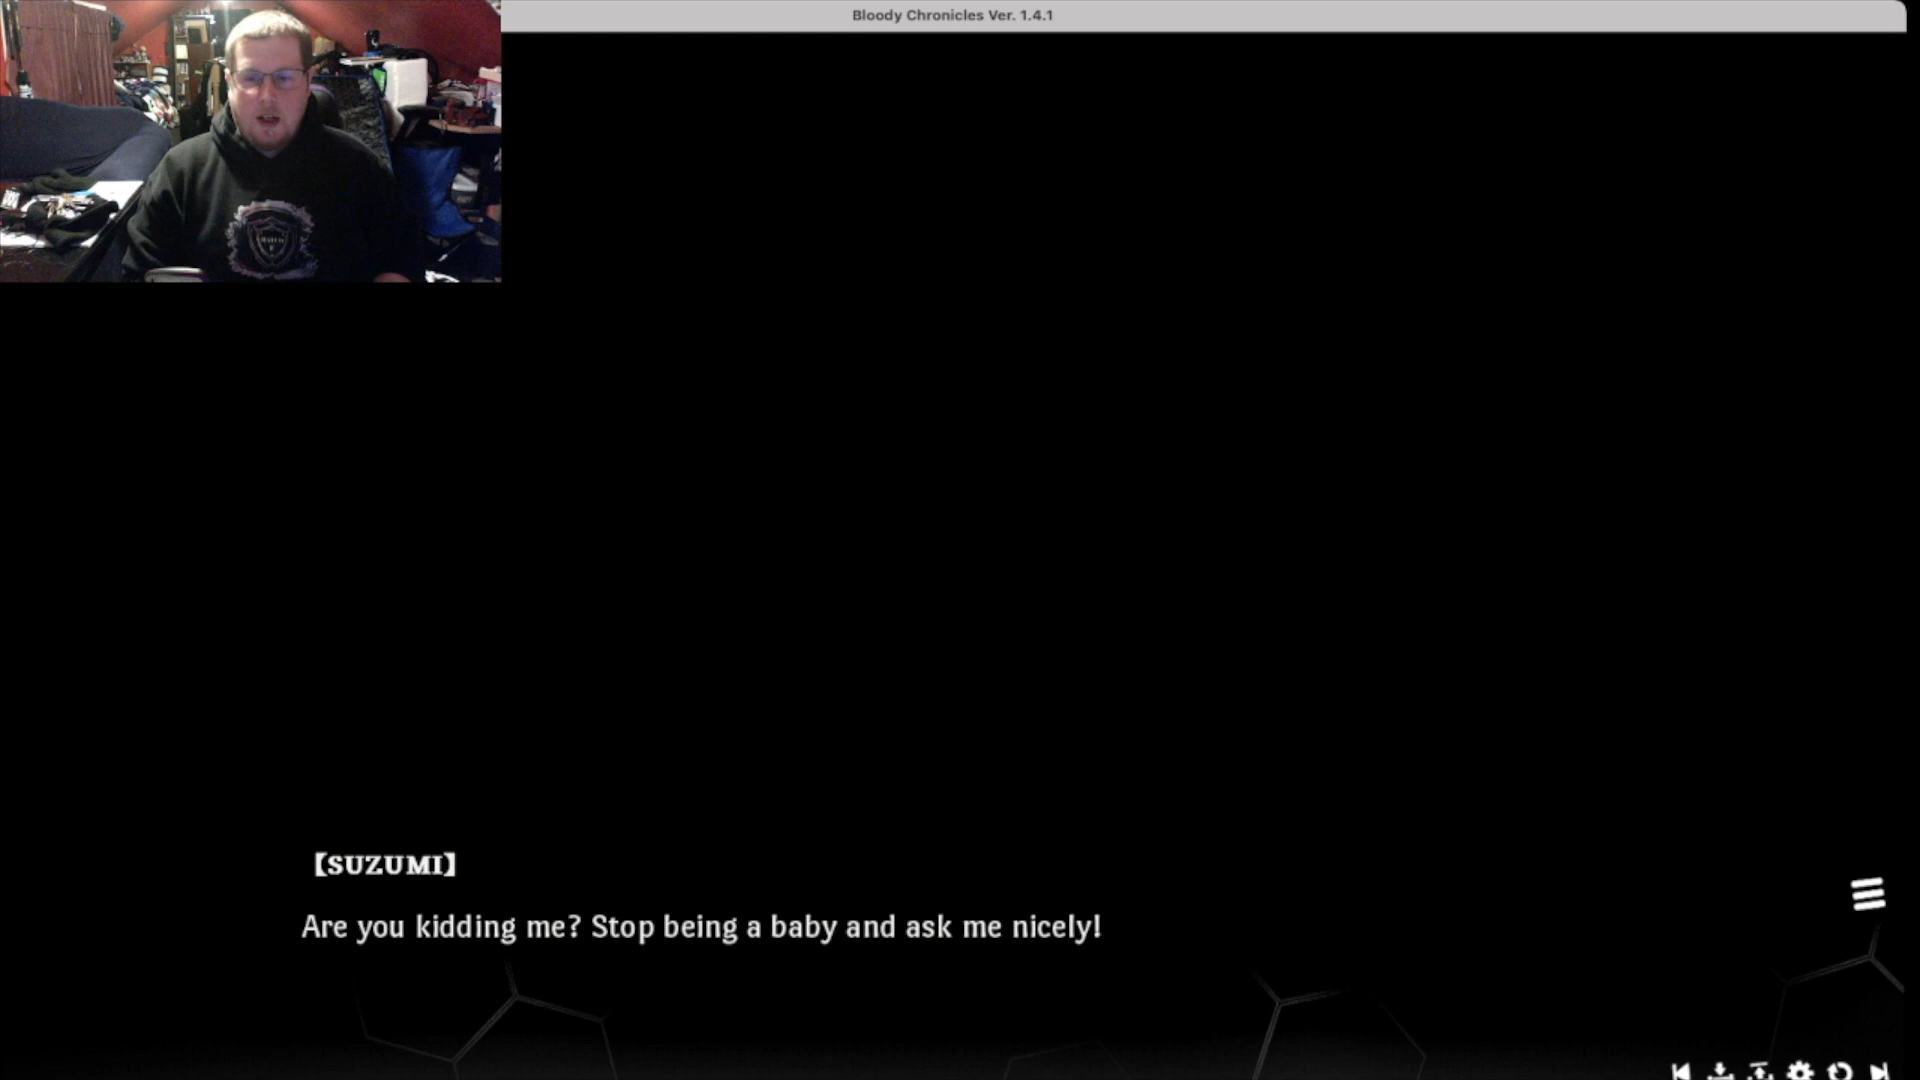 Bloody Chronicles Ver. 1.4.1
【SUZUMI】
Are you kidding me? Stop being a baby and ask me nicely!